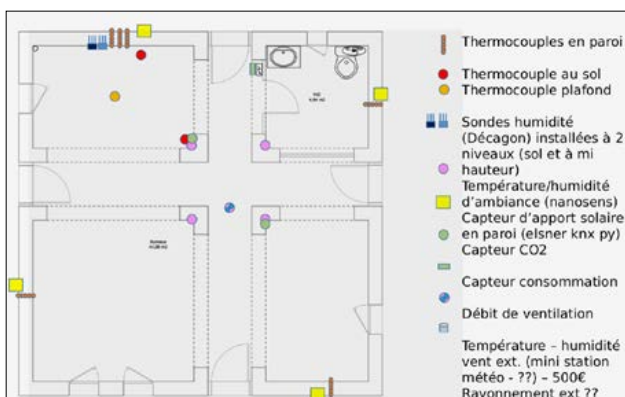 Thermocouples en paroi
Thermocouple au sol
Thermocouple plafond
Sondes humidité
(Décagon) installées à 2
niveaux (sol et à mi
hauteur)
Température/humidité
d'ambiance (nanosens)
Capteur d'apport solaire
en paroi (elsner knx py)
Capteur CO2
Capteur consommation
Débit de ventilation
Température – humidité
vent ext. (mini station
météo - ??) – 500€
Rayonnement ext ??